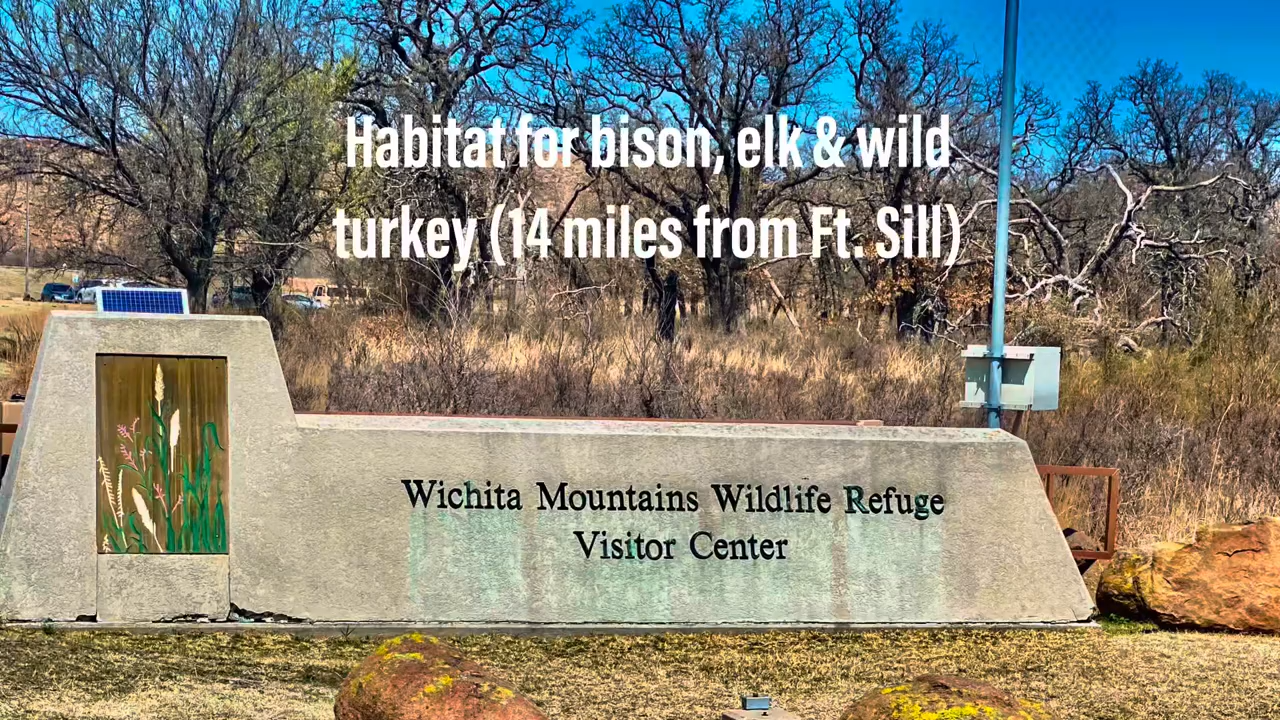 Habitat for bison, elk & wild
turkey (14 miles from Ft. Sill)
Wichita Mountains Wildlife Refuge
Visitor Center